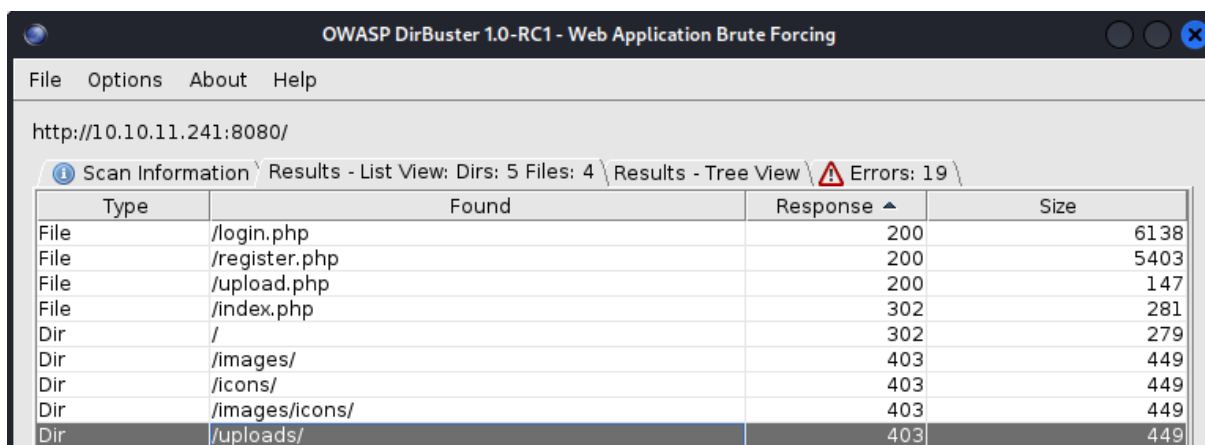 OWASP DirBuster 1.0-RC1 - Web Application Brute Forcing
File Options About Help
http://10.10.11.241:8080/
Scan Information Results - List View: Dirs: 5 Files: 4 Results - Tree View Errors: 19
Type Found Response Size
File /login.php 200 6138
File /register.php 200 5403
File /upload.php 200 147
File /index.php 302 281
Dir / 302 279
Dir /images/ 403 449
Dir /icons/ 403 449
Dir /images/icons/ 403 449
Dir /uploads/ 403 449